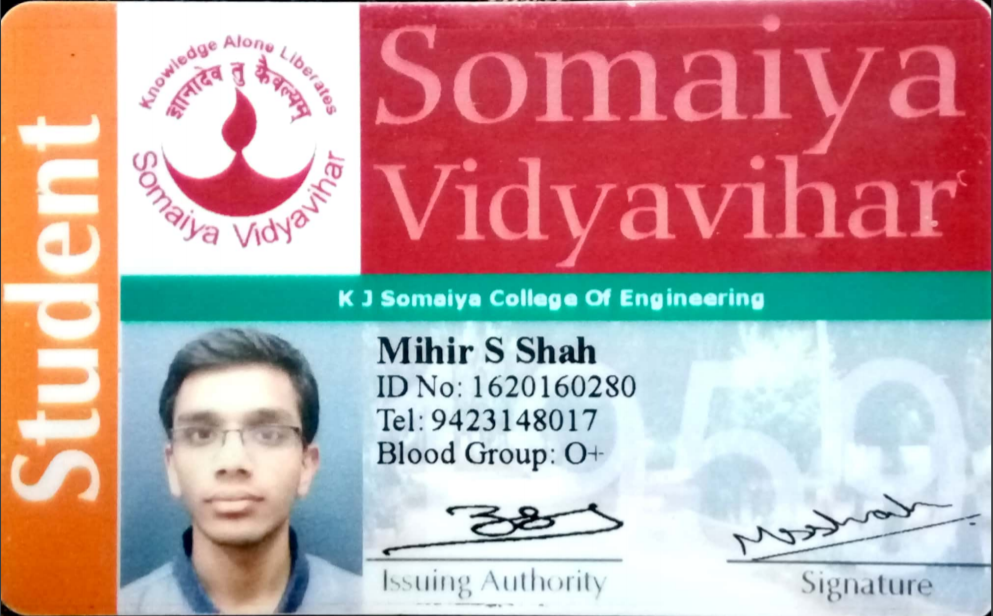 Student
Knowledge Alone Liberates
ज्ञानादेव तु कैवल्यम्
Somaiya Vidyavihar
Somaiya
Vidyavihar
K J Somaiya College Of Engineering
Mihir S Shah
ID No: 1620160280
Tel: 9423148017
Blood Group: O+
Issuing Authority
Signature